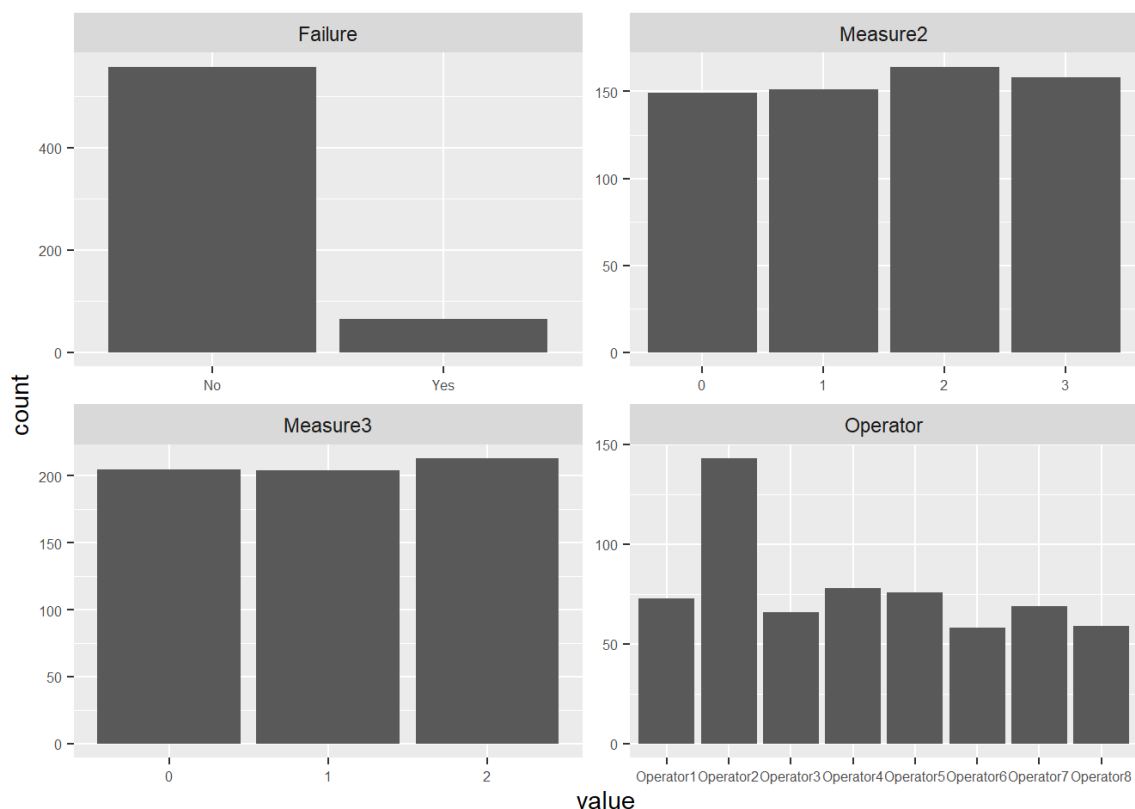 Failure
400
200
0
No Yes
Measure2
150
100
50
0
0 1 2 3
Measure3
200
150
100
50
0
0 1 2
Operator
150
100
50
0
Operator1 Operator2 Operator3 Operator4 Operator5 Operator6 Operator7 Operator8
count
value